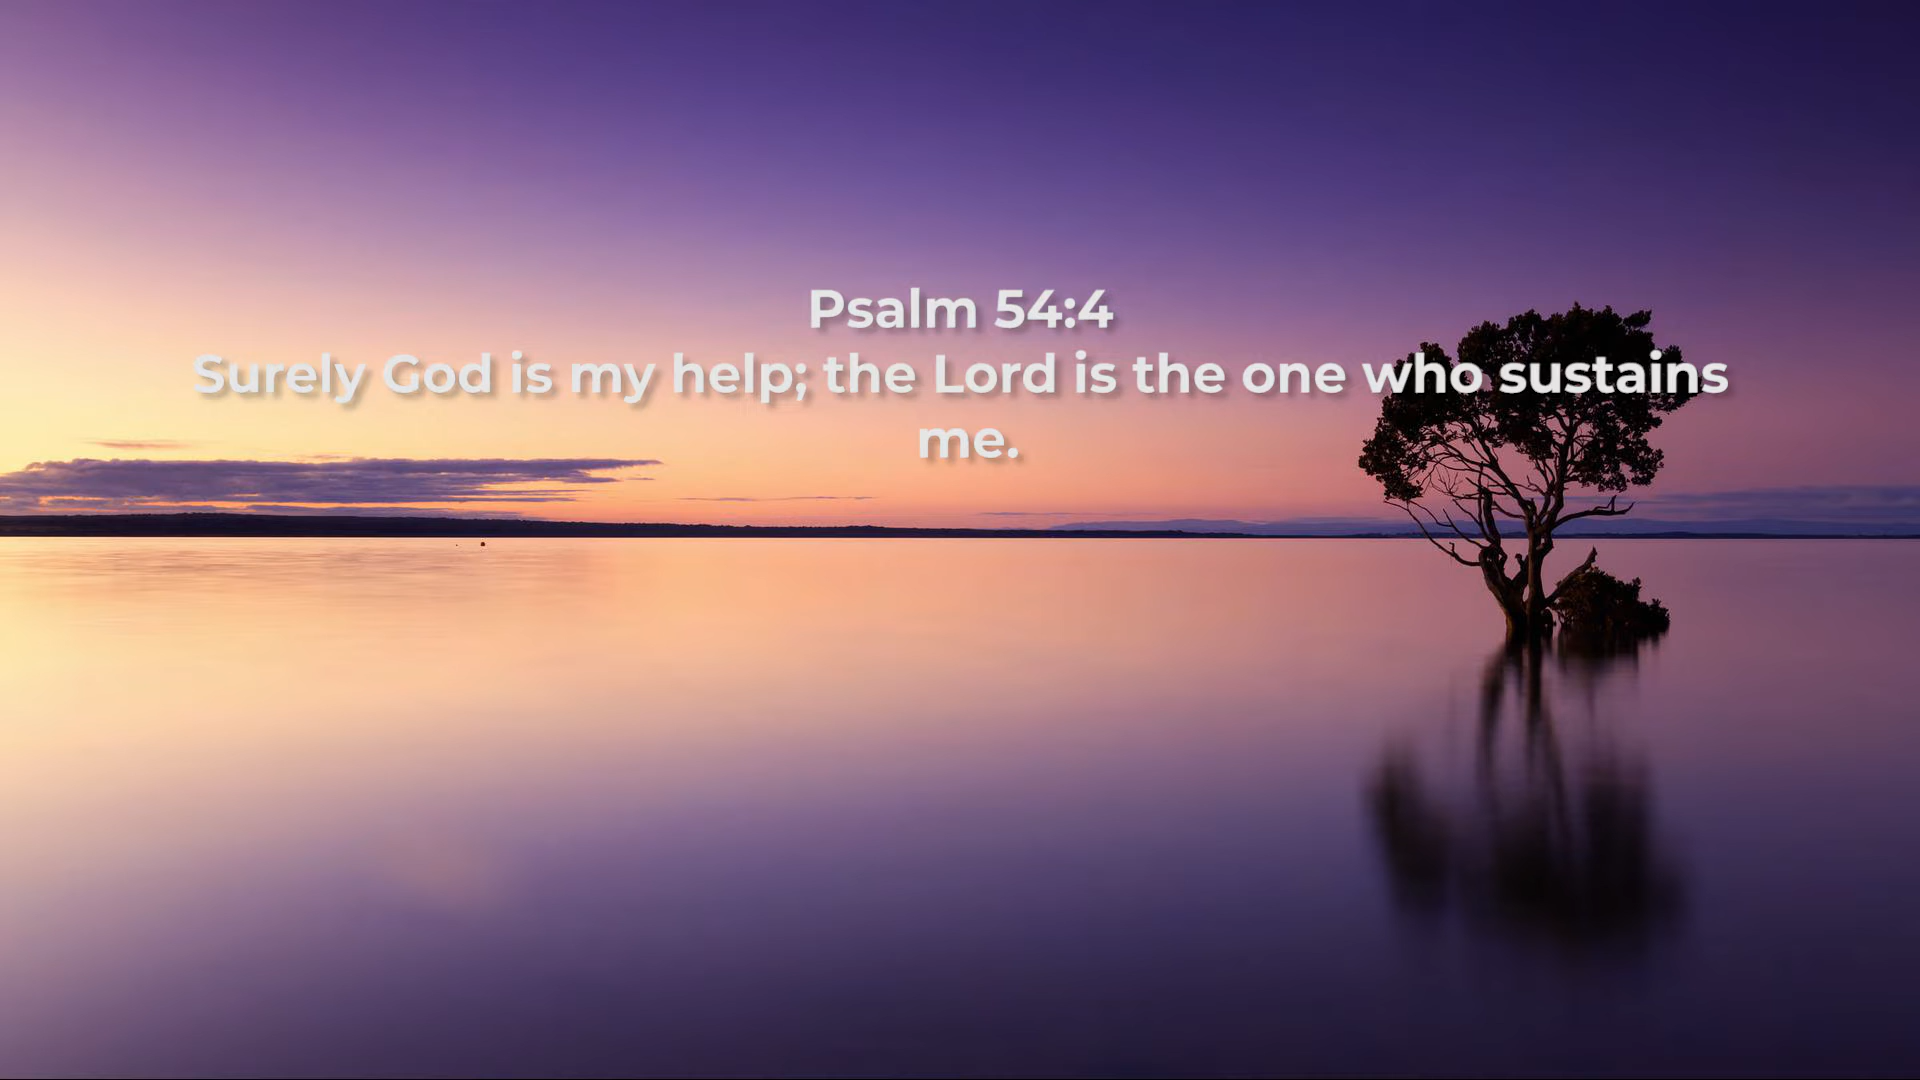 Psalm 54:4
Surely God is my help; the Lord is the one who sustains
me.